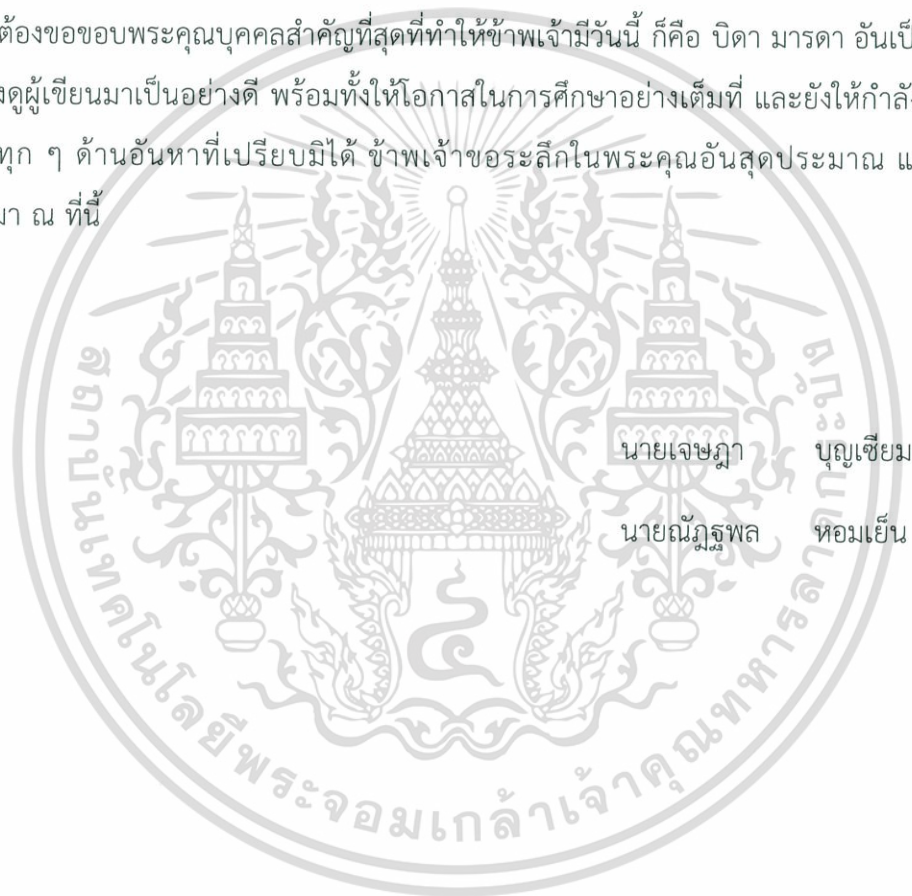 ต้องขอขอบพระคุณบุคคลสำคัญที่สุดที่ทำให้ข้าพเจ้ามีวันนี้ ก็คือ บิดา มารดา อันเป็
งดูผู้เขียนมาเป็นอย่างดี พร้อมทั้งให้โอกาสในการศึกษาอย่างเต็มที่ และยังให้กำลั
ทุก ๆ ด้านอันหาที่เปรียบมิได้ ข้าพเจ้าขอระลึกในพระคุณอันสุดประมาณ แ
มา ณ ที่นี้
นายเจษฎา บุญเซียม
นายณัฏฐพล หอมเย็น
สถาบันเทคโนโลยีพระจอมเกล้าเจ้าคุณทหารลาดกระบัง